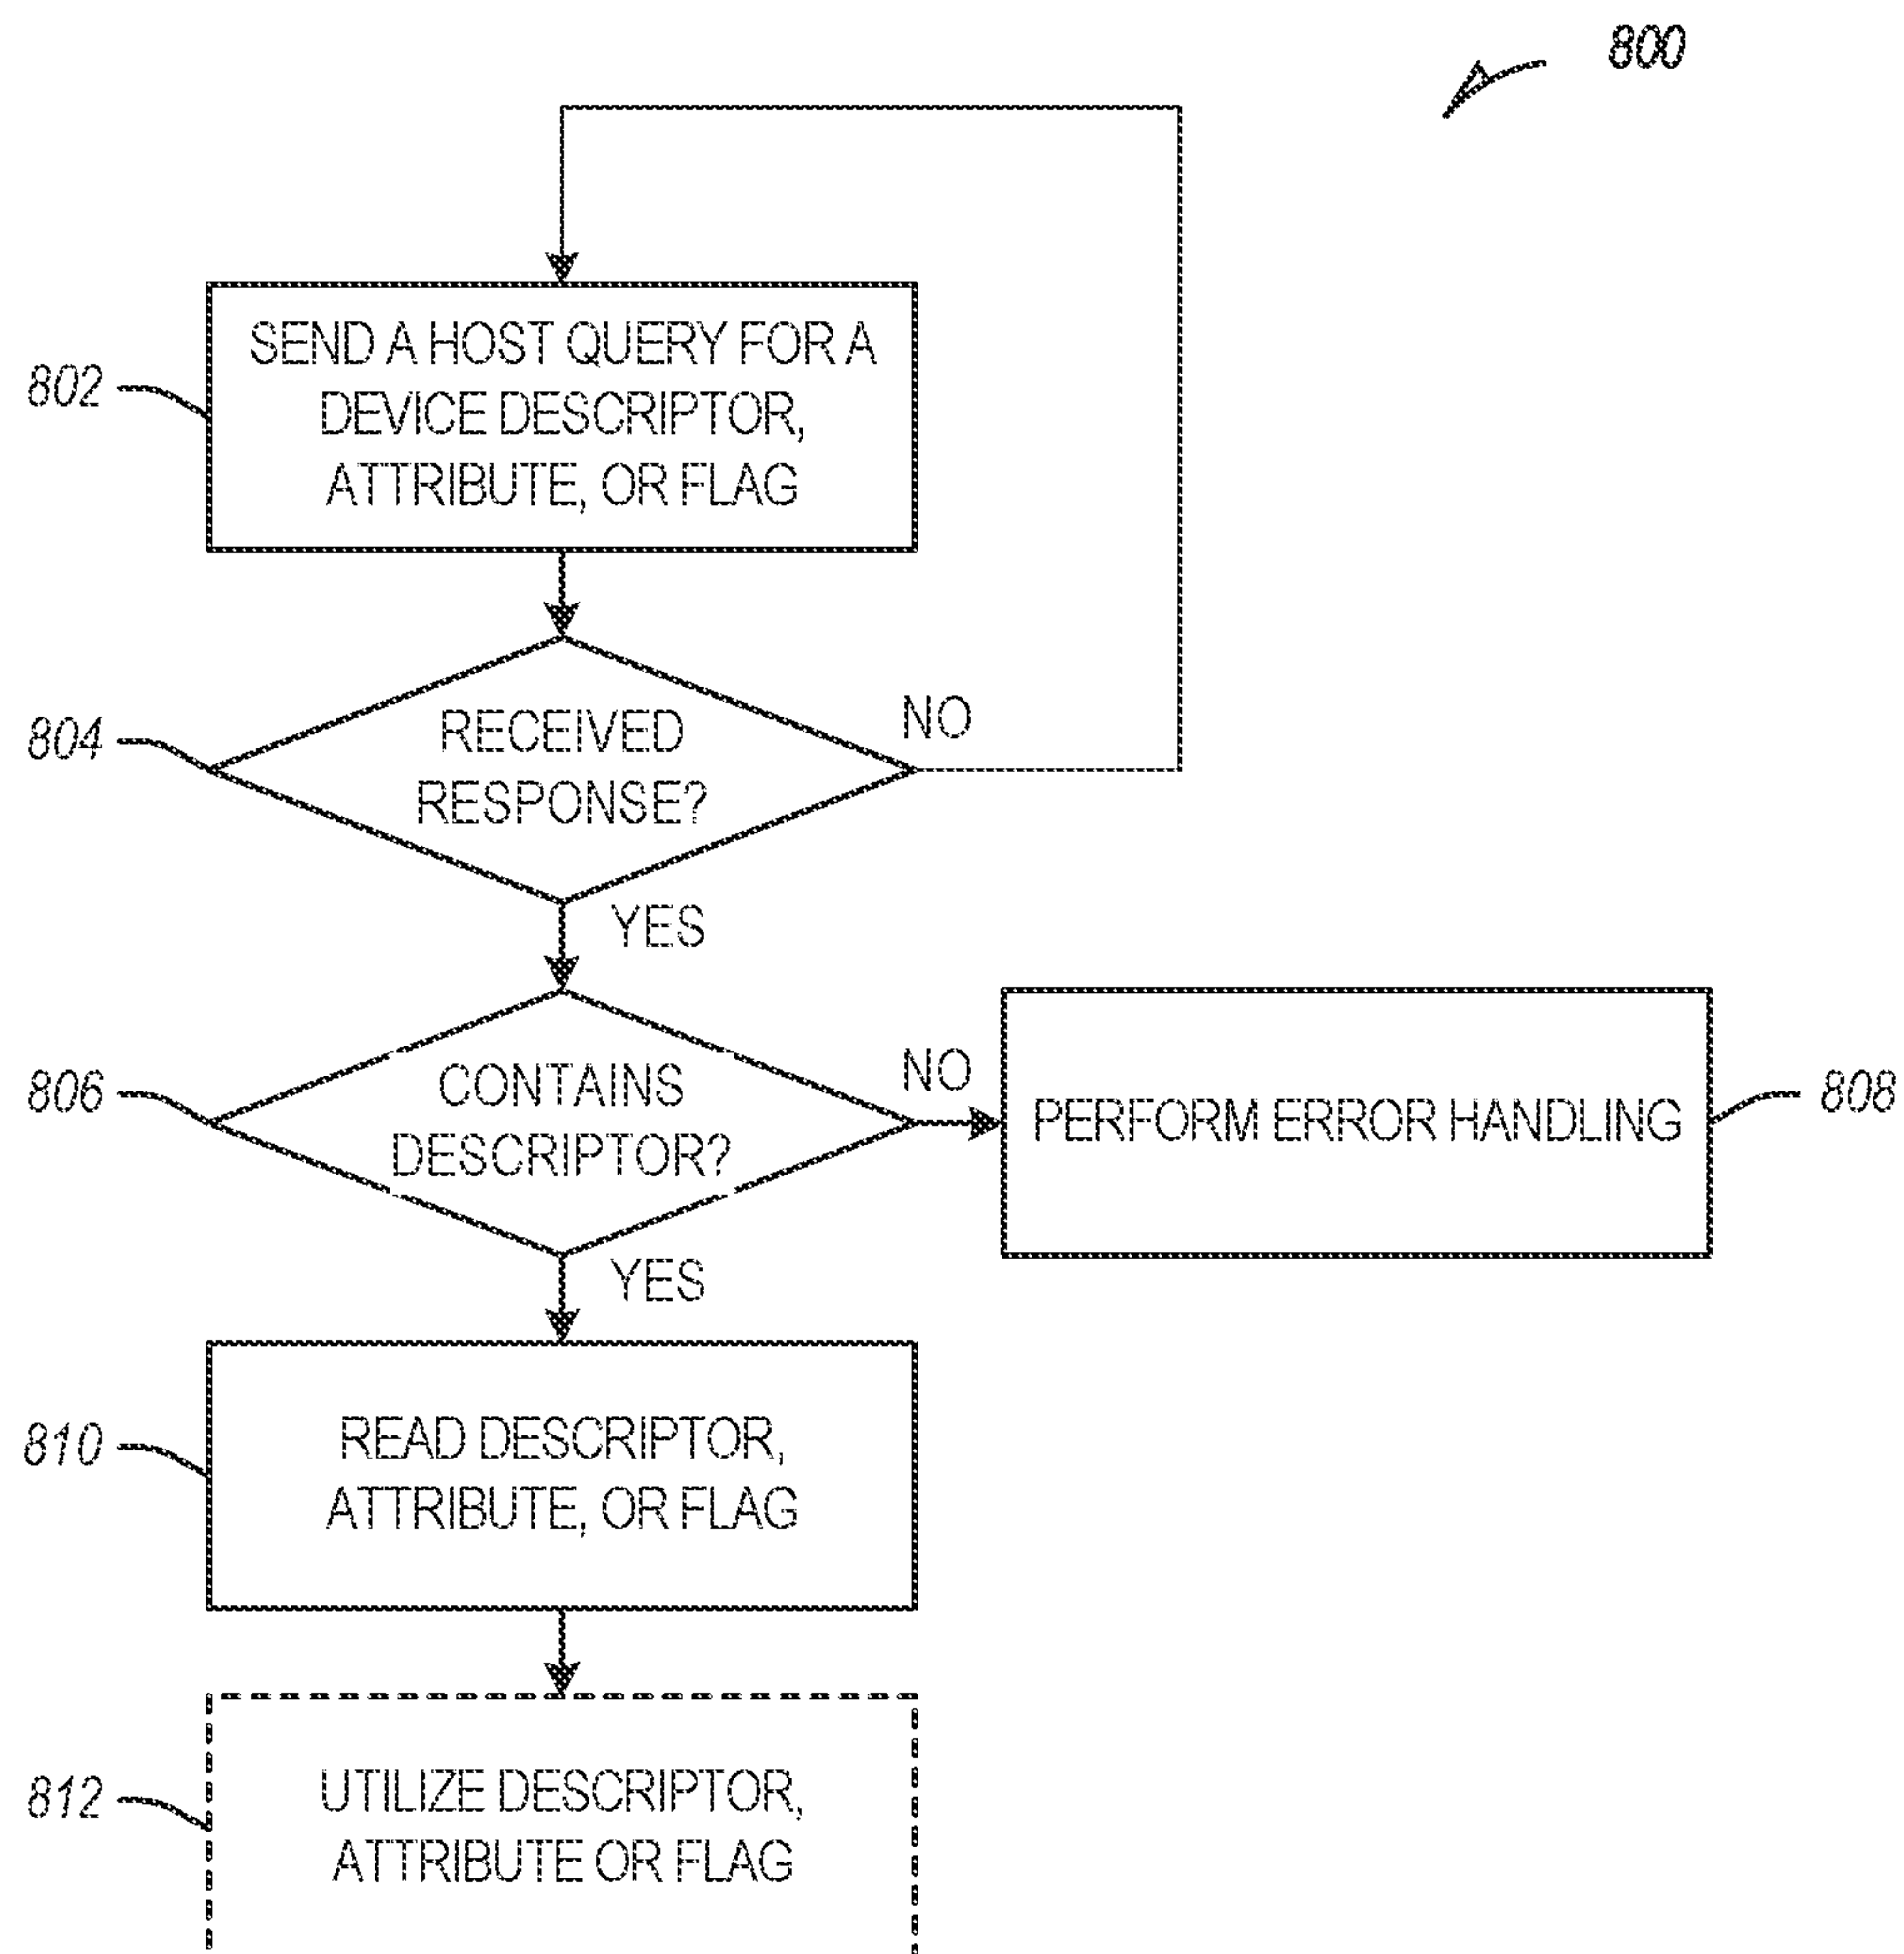 800
802
SEND A HOST QUERY FOR A
DEVICE DESCRIPTOR,
ATTRIBUTE, OR FLAG
804
RECEIVED
RESPONSE?
NO
YES
806
CONTAINS
DESCRIPTOR?
NO
PERFORM ERROR HANDLING
808
YES
810
READ DESCRIPTOR,
ATTRIBUTE, OR FLAG
812
UTILIZE DESCRIPTOR,
ATTRIBUTE OR FLAG